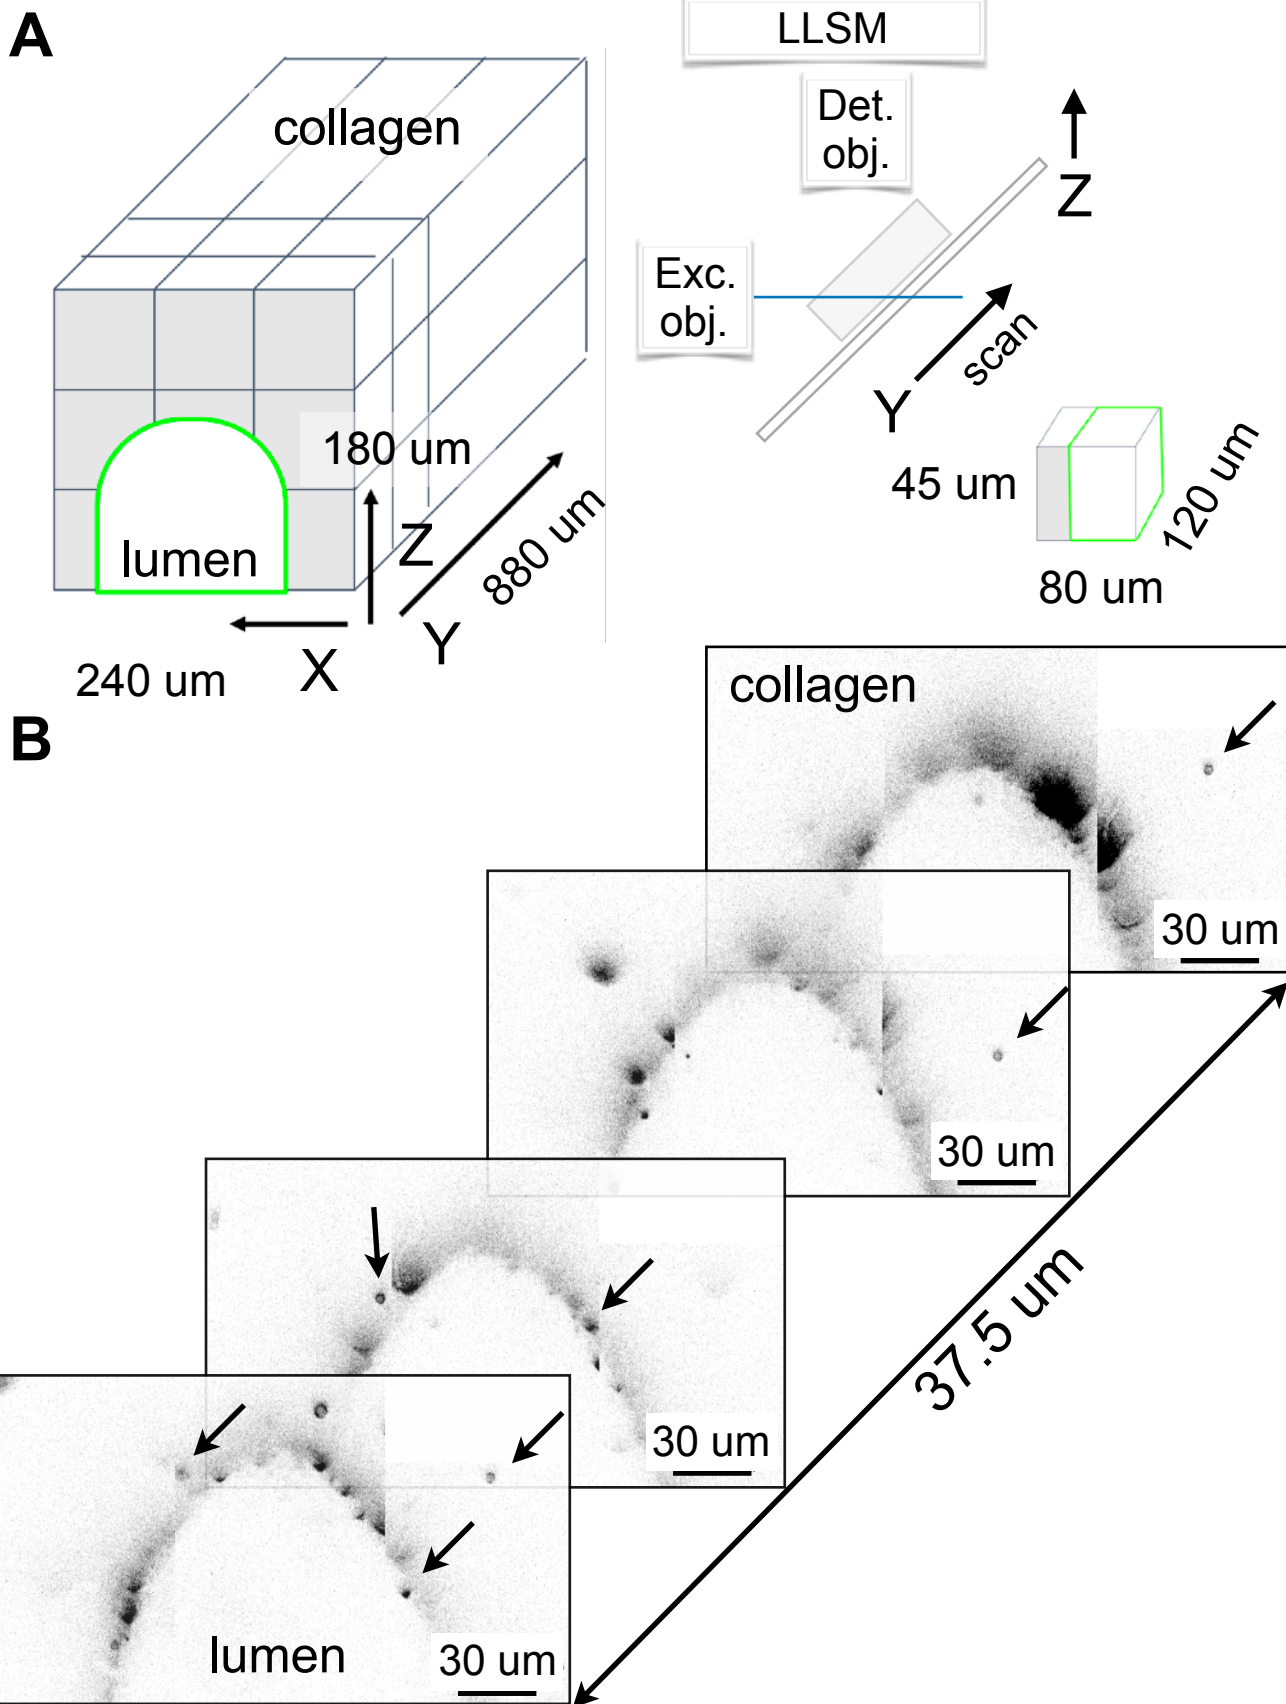 A
collagen
180 um
lumen
Z
880 um
Y
X
240 um
LLSM
Det.
obj.
Z
Exc.
obj.
scan
Y
45 um
120 um
80 um
B
collagen
30 um
30 um
30 um
37.5 um
lumen
30 um